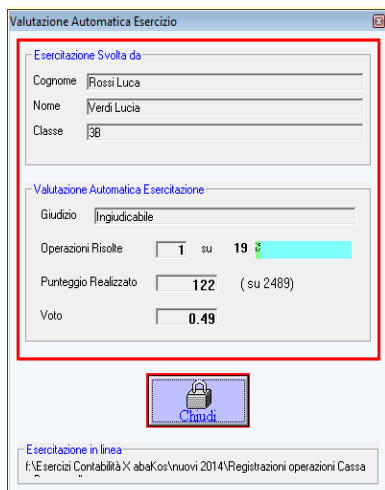 Valutazione Automatica Esercizio
Esercitazione Svolta da
Cognome Rossi Luca
Nome Verdi Lucia
Classe 3B
Valutazione Automatica Esercitazione
Giudizio Ingiudicabile
Operazioni Risolte 1 su 19
Punteggio Realizzato 122 ( su 2489)
Voto 0.49
Chiudi
Esercitazione in linea
f:\Esercizi Contabilità X abaKos\nuovi 2014\Registrazioni operazioni Cassa